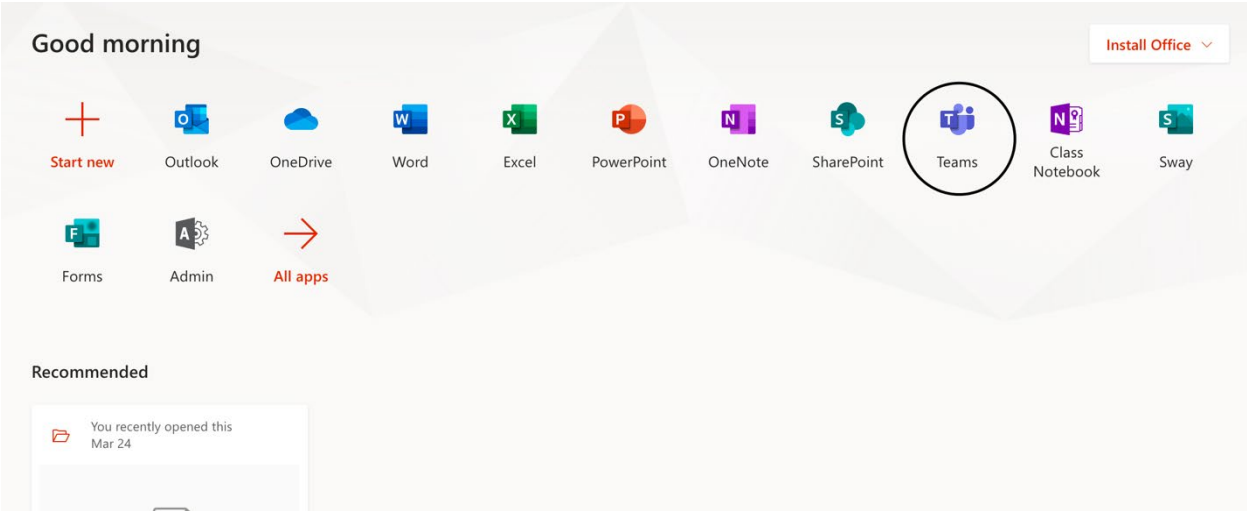 Good morning
Install Office
Start new
Outlook
OneDrive
Word
Excel
PowerPoint
OneNote
SharePoint
Teams
Class
Notebook
Sway
Forms
Admin
All apps
Recommended
You recently opened this
Mar 24